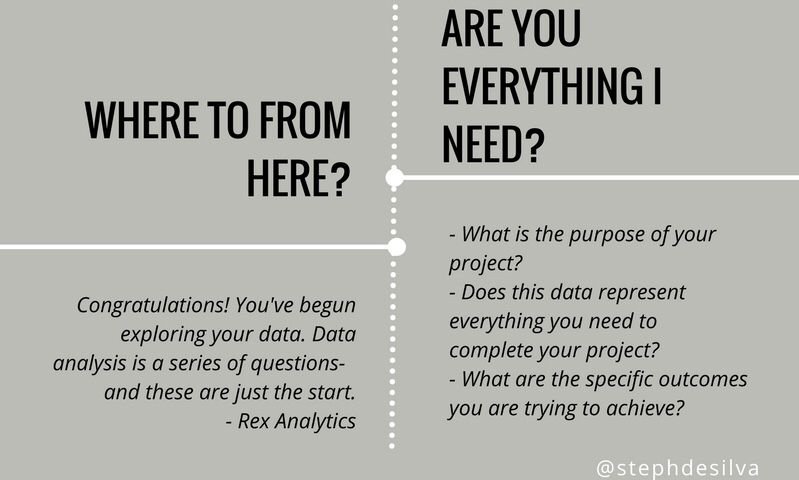 ARE YOU
EVERYTHING I
NEED?
- What is the purpose of your
project?
- Does this data represent
everything you need to
complete your project?
- What are the specific outcomes
you are trying to achieve?
WHERE TO FROM
HERE?
Congratulations! You've begun
exploring your data. Data
analysis is a series of questions-
and these are just the start.
- Rex Analytics
@stephdesilva